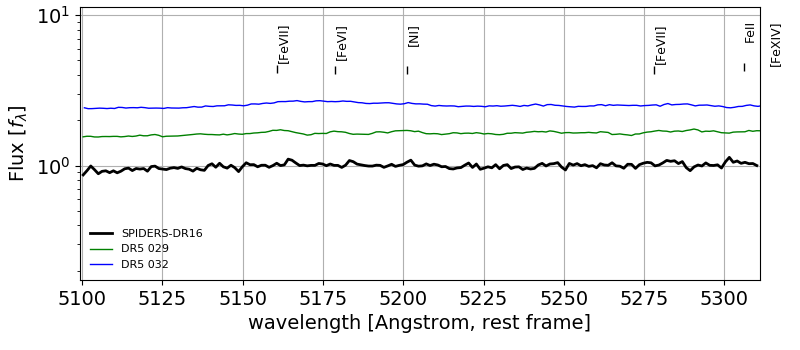 10¹
10⁰
Flux [fλ]
[FeVII]
[FeVI]
[NI]
[FeVII]
FeII
[FeXIV]
SPIDERS-DR16
DR5 029
DR5 032
5100 5125 5150 5175 5200 5225 5250 5275 5300
wavelength [Angstrom, rest frame]